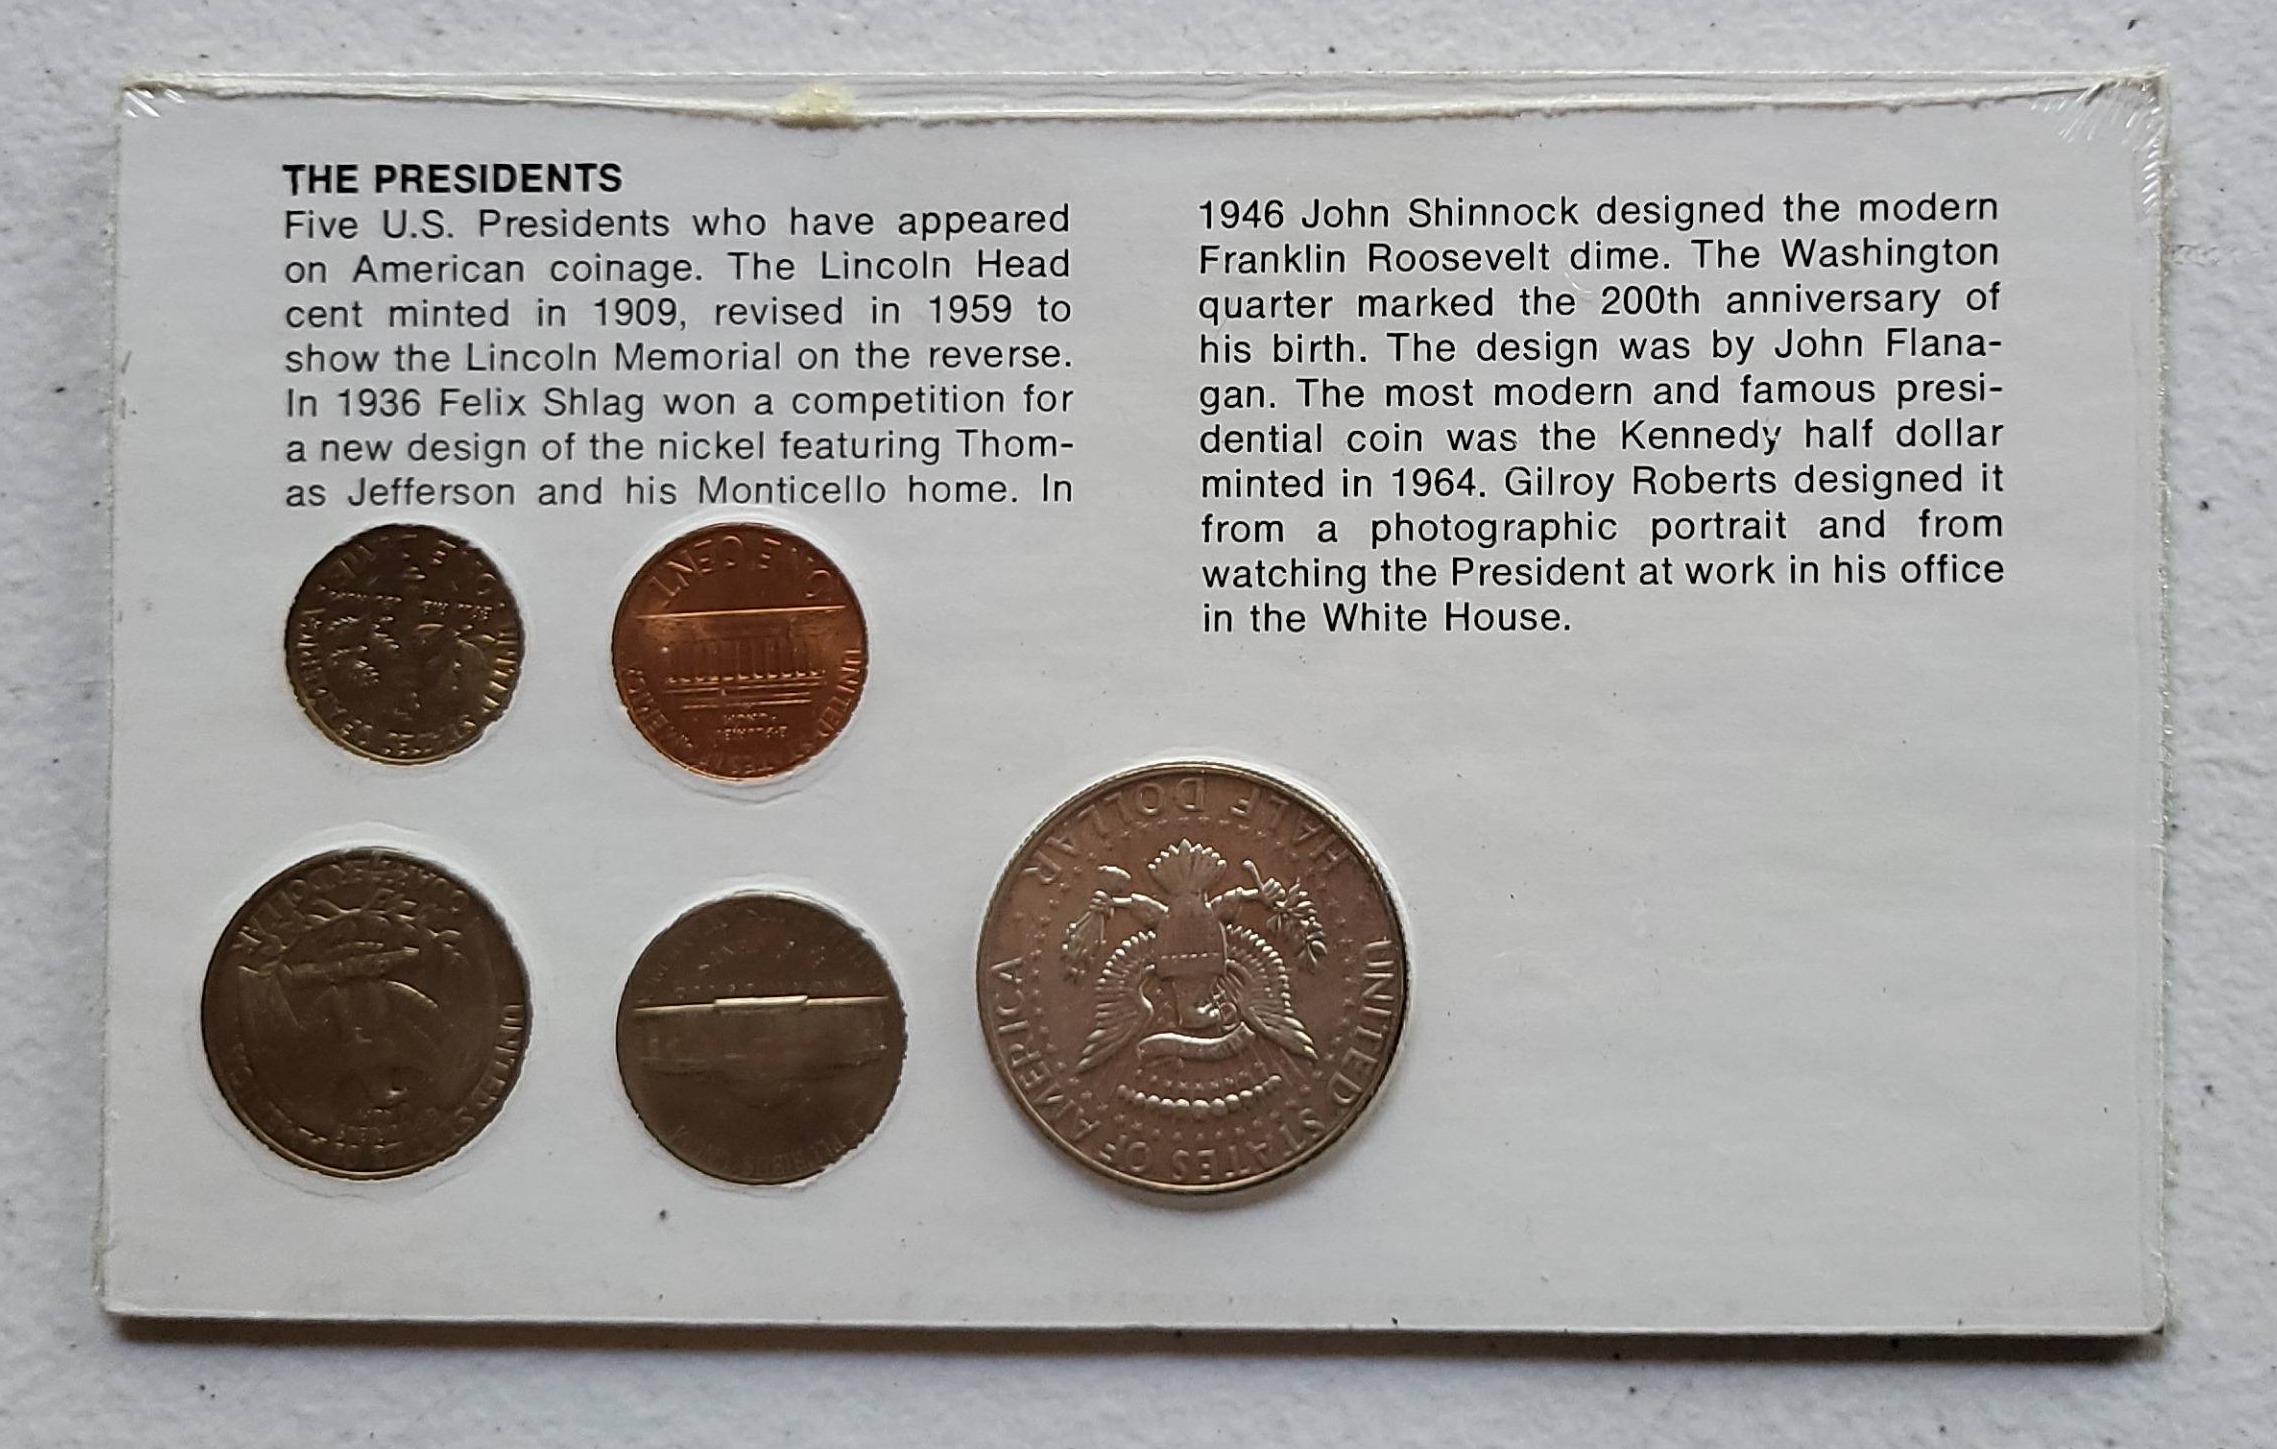 THE PRESIDENTS
Five U.S. Presidents who have appeared
on American coinage. The Lincoln Head
cent minted in 1909, revised in 1959 to
show the Lincoln Memorial on the reverse.
In 1936 Felix Shlag won a competition for
a new design of the nickel featuring Thom-
as Jefferson and his Monticello home. In
1946 John Shinnock designed the modern
Franklin Roosevelt dime. The Washington
quarter marked the 200th anniversary of
his birth. The design was by John Flana-
gan. The most modern and famous presi-
dential coin was the Kennedy half dollar
minted in 1964. Gilroy Roberts designed it
from a photographic portrait and from
watching the President at work in his office
in the White House.
ONE CENT
UNITED STATES
HALF DOLLAR
UNITED STATES OF AMERICA